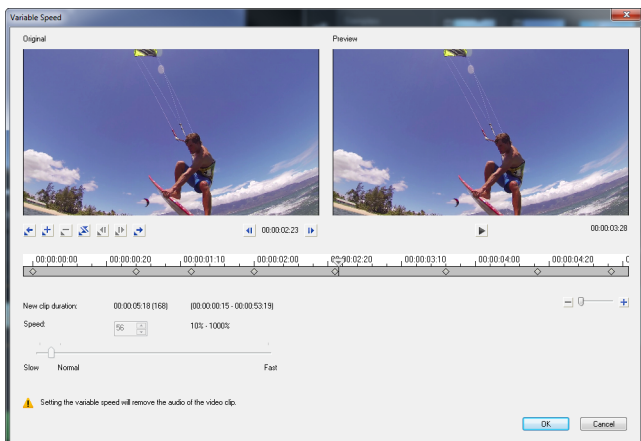 Variable Speed
Original
Preview
00:00:02:23
00:00:03:28
00:00:00:00 00:00:00:20 00:00:01:10 00:00:02:00 00:00:02:20 00:00:03:10 00:00:04:00 00:00:04:20
New clip duration: 00:00:05:18 (168) (00:00:00:15 - 00:00:53:19)
Speed: 56 10% - 1000%
Slow Normal Fast
Setting the variable speed will remove the audio of the video clip.
OK Cancel